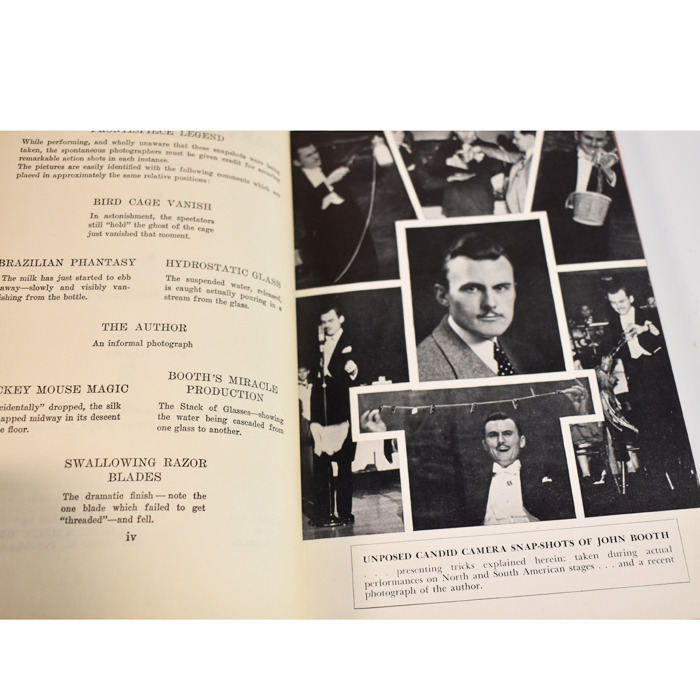 FRONTISPIECE LEGEND
While performing, and wholly unaware that these snapshots were being
taken, the spontaneous photographers must be given credit for securing
remarkable action shots in each instance.
The pictures are easily identified with the following comments which are
placed in approximately the same relative positions:
BIRD CAGE VANISH
In astonishment, the spectators
still "hold" the ghost of the cage
just vanished that moment.
BRAZILIAN PHANTASY
The milk has just started to ebb
away—slowly and visibly van-
ishing from the bottle.
HYDROSTATIC GLASS
The suspended water, released,
is caught actually pouring in a
stream from the glass.
THE AUTHOR
An informal photograph
CKEY MOUSE MAGIC
cidentally" dropped, the silk
apped midway in its descent
e floor.
BOOTH'S MIRACLE
PRODUCTION
The Stack of Glasses—showing
the water being cascaded from
one glass to another.
SWALLOWING RAZOR
BLADES
The dramatic finish — note the
one blade which failed to get
"threaded"—and fell.
iv
UNPOSED CANDID CAMERA SNAP-SHOTS OF JOHN BOOTH
. . . presenting tricks explained herein; taken during actual
performances on North and South American stages . . . and a recent
photograph of the author.